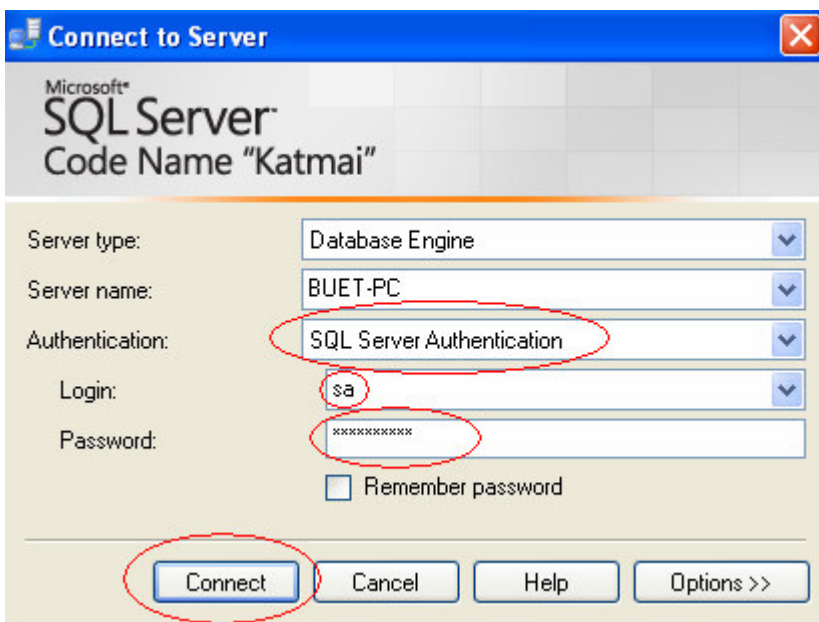 Connect to Server
Microsoft®
SQL Server
Code Name "Katmai"
Server type: Database Engine
Server name: BUET-PC
Authentication: SQL Server Authentication
Login: sa
Password: **********
Remember password
Connect Cancel Help Options >>